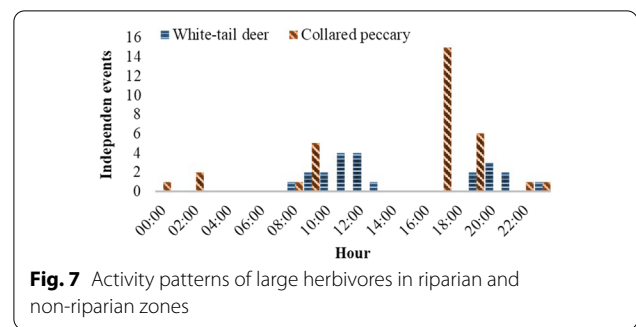 White-tail deer Collared peccary
Independen events
16
14
12
10
8
6
4
2
0
00:00 02:00 04:00 06:00 08:00 10:00 12:00 14:00 16:00 18:00 20:00 22:00
Hour
Fig. 7 Activity patterns of large herbivores in riparian and
non-riparian zones